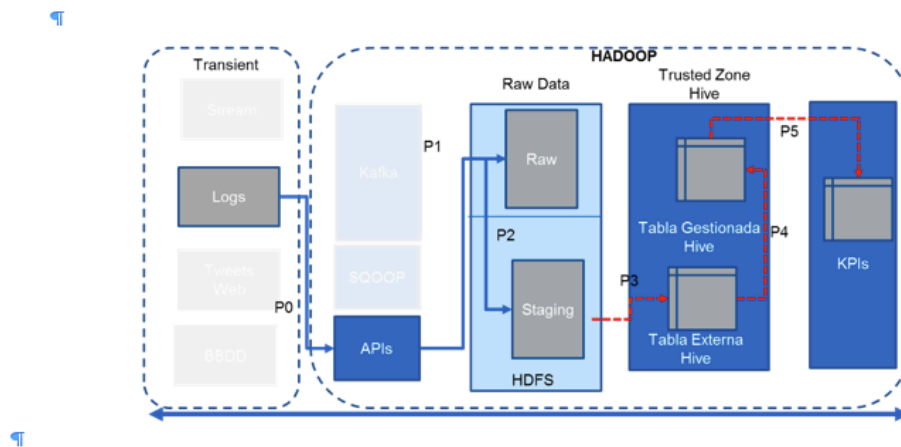 ¶
HADOOP
Transient
Stream
Logs
Tweets
Web
BBDD
P0
Kafka
P1
SQOOP
APIs
Raw Data
Raw
P2
Staging
HDFS
Trusted Zone
Hive
Tabla Gestionada
Hive
P3
Tabla Externa
Hive
P4
P5
KPIs
¶